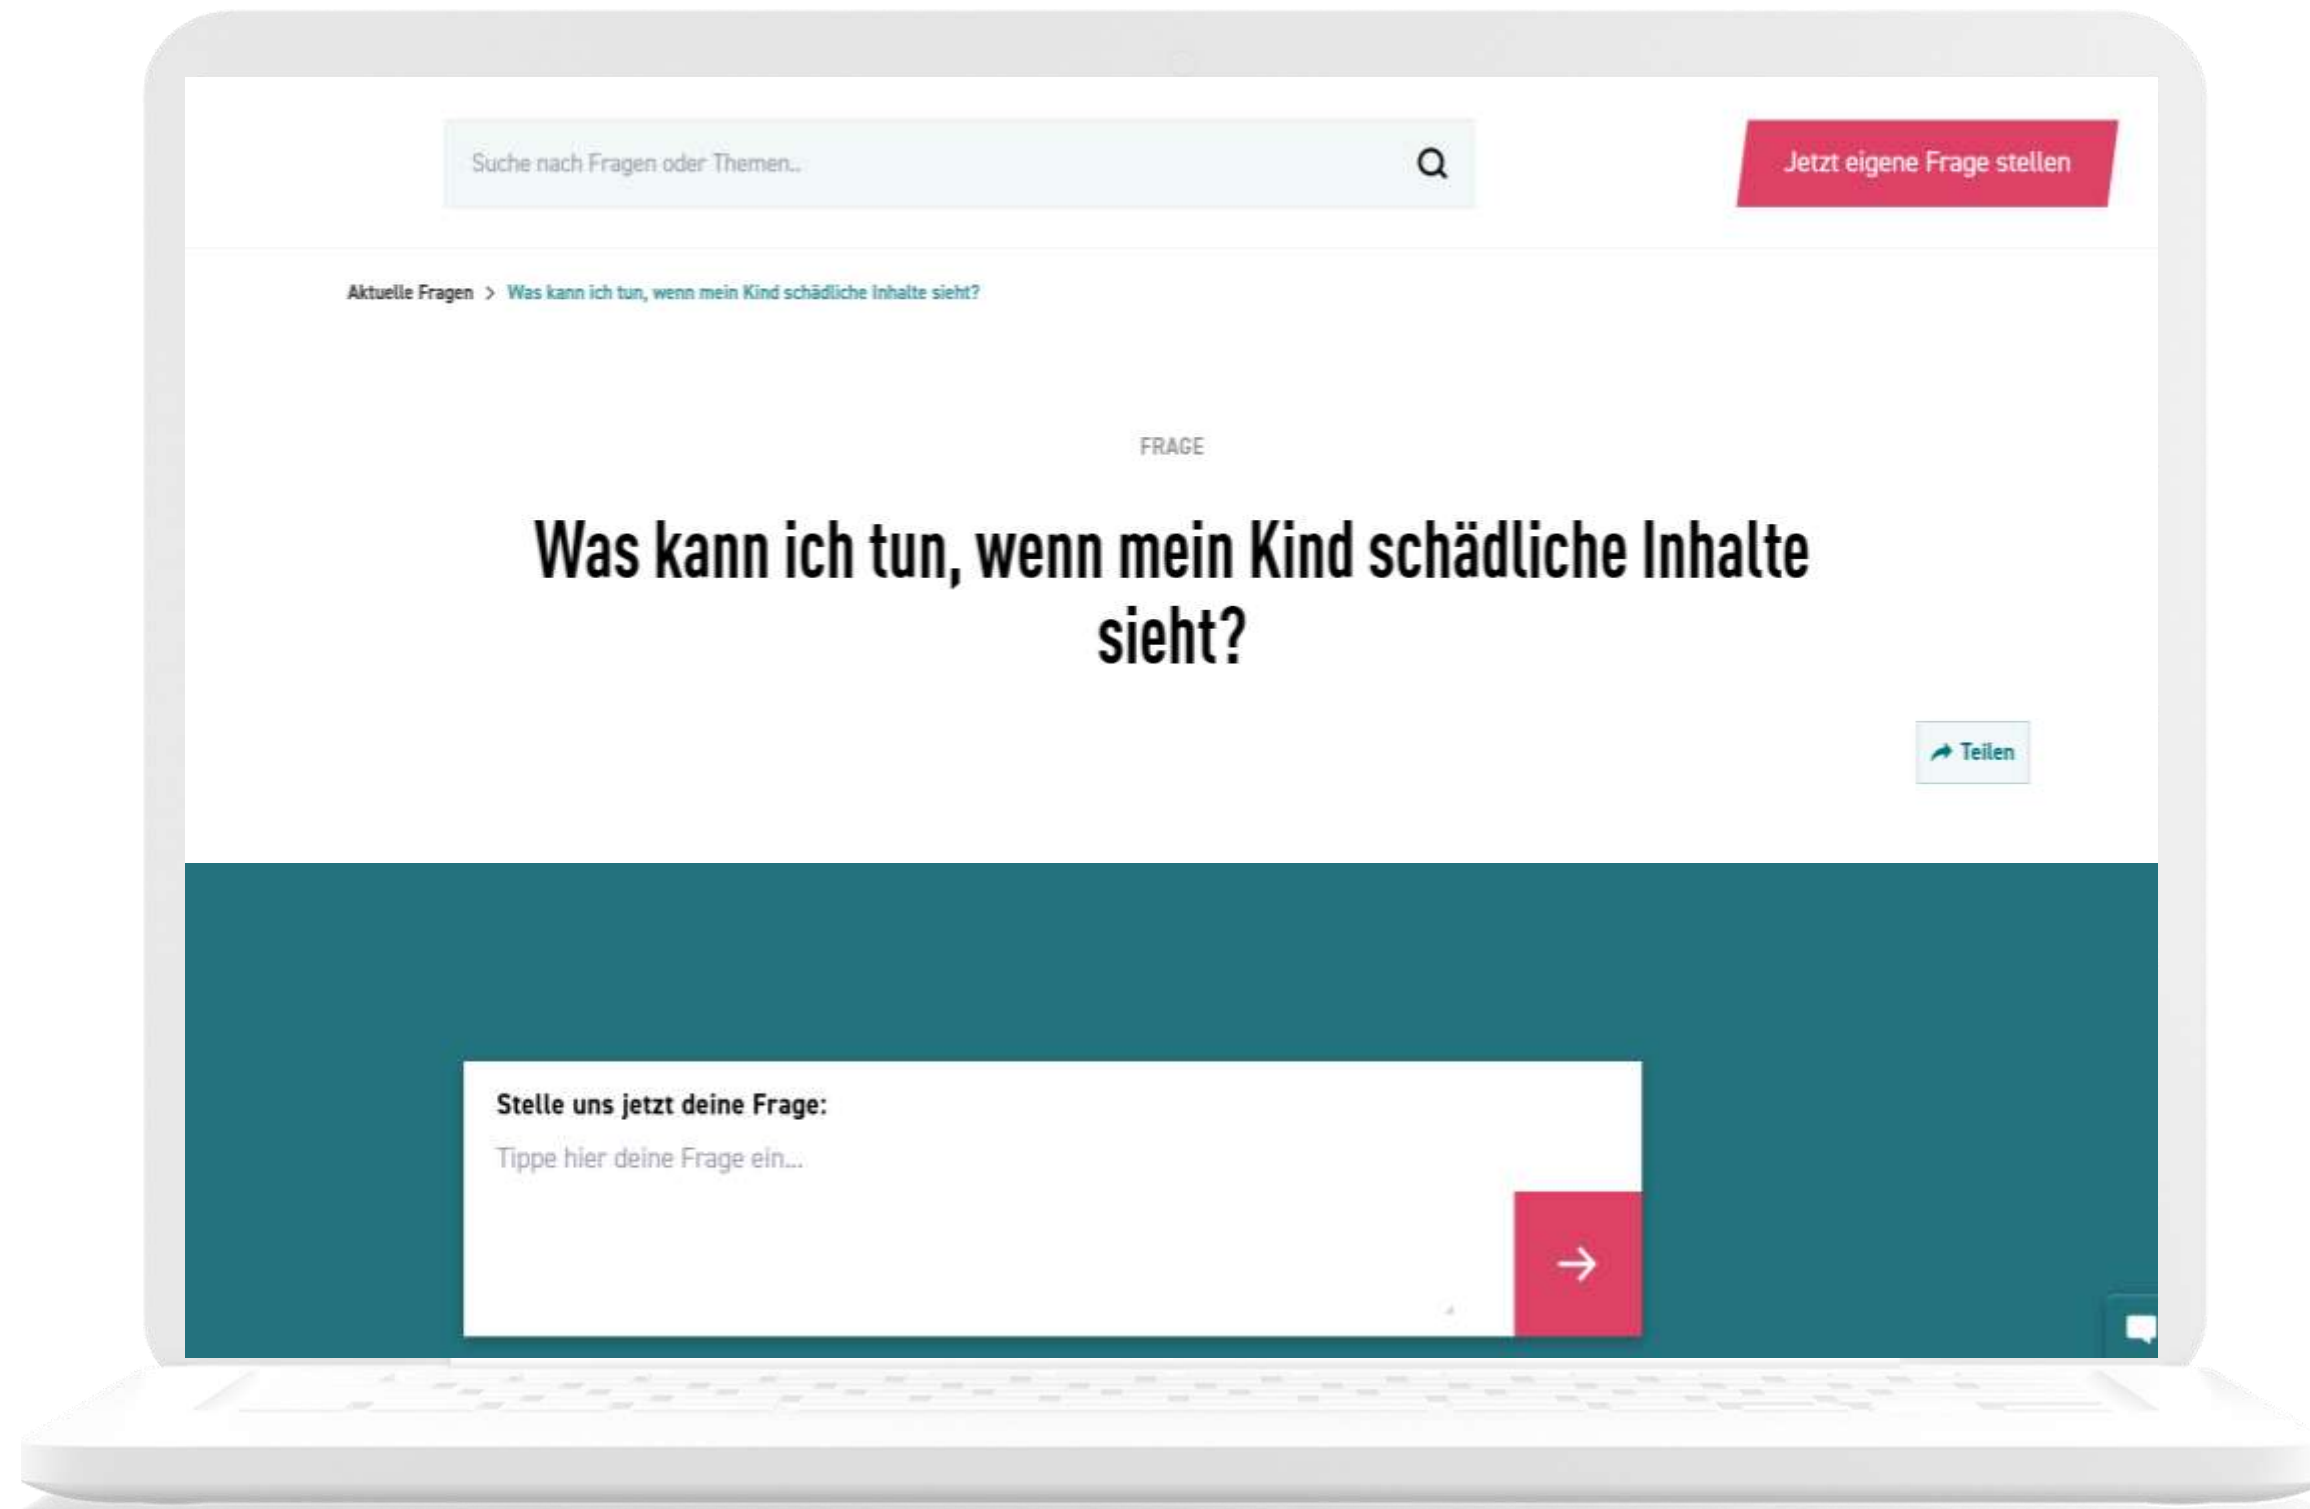 Suche nach Fragen oder Themen..
Jetzt eigene Frage stellen
Aktuelle Fragen > Was kann ich tun, wenn mein Kind schädliche Inhalte sieht?
FRAGE
Was kann ich tun, wenn mein Kind schädliche Inhalte
sieht?
Teilen
Stelle uns jetzt deine Frage:
Tippe hier deine Frage ein...